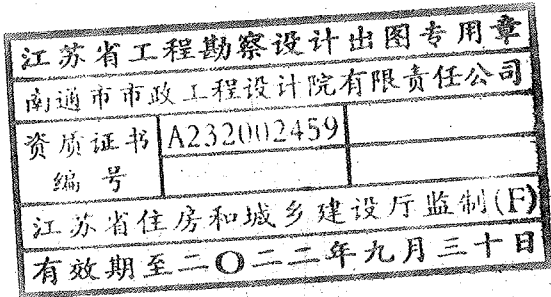 江苏省工程勘察设计出图专用章
南通市市政工程设计院有限责任公司
资质证书 A232002459
编号
江苏省住房和城乡建设厅监制(F)
有效期至二〇二二年九月三十日